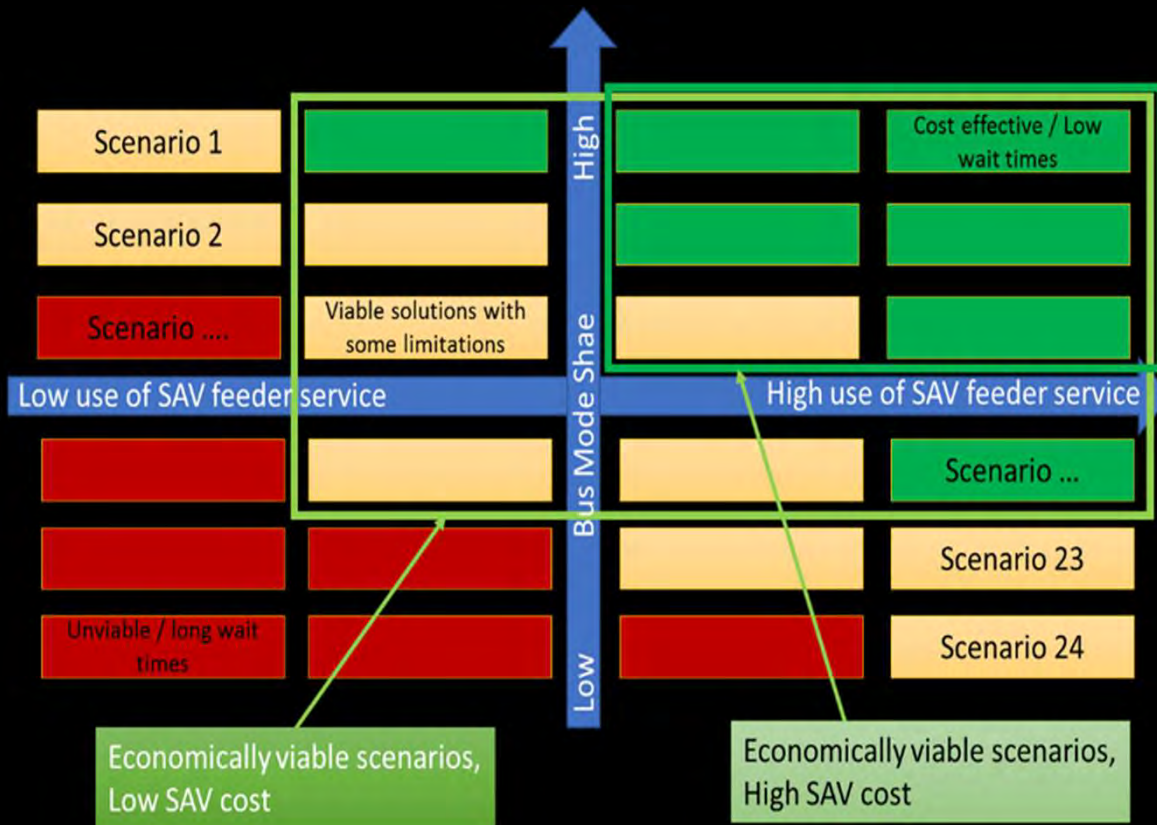 Scenario 1
Cost effective / Low
wait times
High
Scenario 2
Scenario ....
Viable solutions with
some limitations
Bus Mode Shae
Low use of SAV feeder service
High use of SAV feeder service
Scenario ...
Scenario 23
Unviable / long wait
times
Scenario 24
Low
Economically viable scenarios,
Low SAV cost
Economically viable scenarios,
High SAV cost